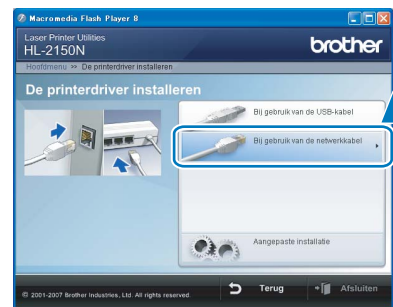 Macromedia Flash Player 8
Laser Printer Utilities
HL-2150N
brother
Hoofdmenu >> De printerdriver installeren
De printerdriver installeren
Bij gebruik van de USB-kabel
Bij gebruik van de netwerkkabel
Aangepaste installatie
© 2001-2007 Brother Industries, Ltd. All rights reserved.
Terug
Afsluiten